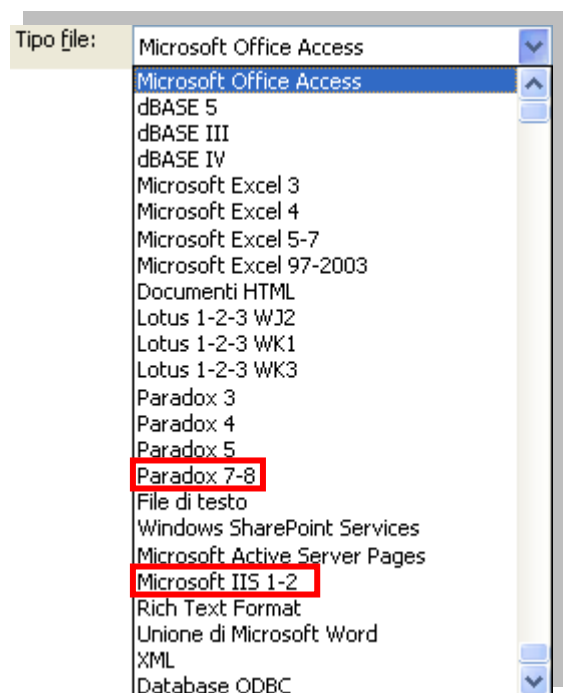 Tipo file:
Microsoft Office Access
Microsoft Office Access
dBASE 5
dBASE III
dBASE IV
Microsoft Excel 3
Microsoft Excel 4
Microsoft Excel 5-7
Microsoft Excel 97-2003
Documenti HTML
Lotus 1-2-3 WJ2
Lotus 1-2-3 WK1
Lotus 1-2-3 WK3
Paradox 3
Paradox 4
Paradox 5
Paradox 7-8
File di testo
Windows SharePoint Services
Microsoft Active Server Pages
Microsoft IIS 1-2
Rich Text Format
Unione di Microsoft Word
XML
Database ODBC